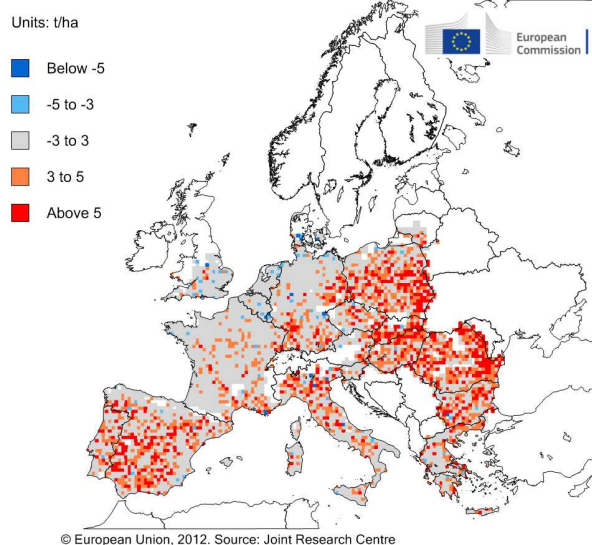 Units: t/ha
Below -5
-5 to -3
-3 to 3
3 to 5
Above 5
European
Commission
© European Union, 2012. Source: Joint Research Centre